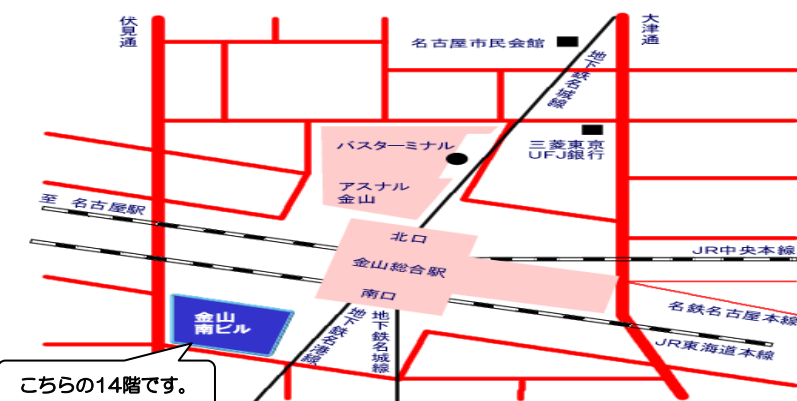 伏見通
大津通
名古屋市民会館
地下鉄名城線
バスターミナル
三菱東京
UFJ銀行
アスナル
金山
至 名古屋駅
北口
JR中央本線
金山総合駅
南口
名鉄名古屋本線
金山
南ビル
地下鉄名港線
地下鉄名城線
JR東海道本線
こちらの14階です。